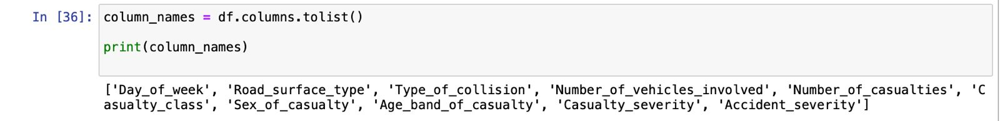 In [36]: column_names = df.columns.tolist()
print(column_names)
['Day_of_week', 'Road_surface_type', 'Type_of_collision', 'Number_of_vehicles_involved', 'Number_of_casualties', 'C
asualty_class', 'Sex_of_casualty', 'Age_band_of_casualty', 'Casualty_severity', 'Accident_severity']